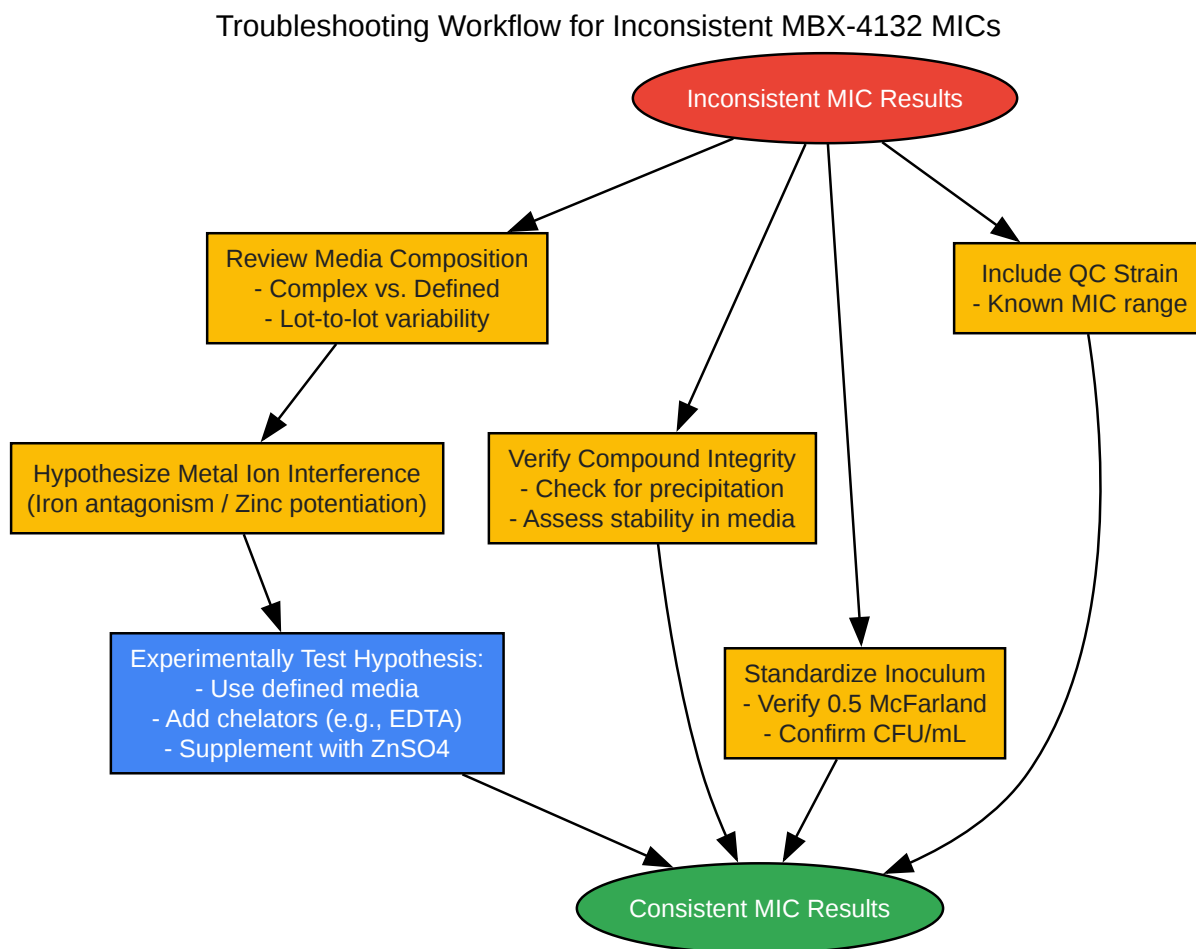 Troubleshooting Workflow for Inconsistent MBX-4132 MICs
Inconsistent MIC Results
Review Media Composition
- Complex vs. Defined
- Lot-to-lot variability
Include QC Strain
- Known MIC range
Hypothesize Metal Ion Interference
(Iron antagonism / Zinc potentiation)
Verify Compound Integrity
- Check for precipitation
- Assess stability in media
Experimentally Test Hypothesis:
- Use defined media
- Add chelators (e.g., EDTA)
- Supplement with ZnSO4
Standardize Inoculum
- Verify 0.5 McFarland
- Confirm CFU/mL
Consistent MIC Results